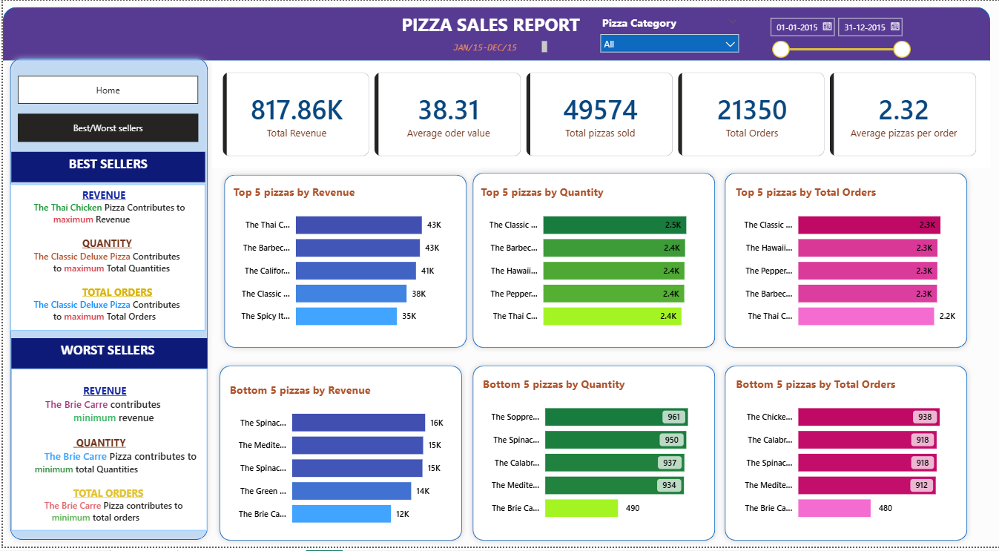 PIZZA SALES REPORT
JAN/15-DEC/15
Pizza Category
All
01-01-2015
31-12-2015
Home
Best/Worst sellers
BEST SELLERS
REVENUE
The Thai Chicken Pizza Contributes to
maximum Revenue
QUANTITY
The Classic Deluxe Pizza Contributes
to maximum Total Quantities
TOTAL ORDERS
The Classic Deluxe Pizza Contributes
to maximum Total Orders
WORST SELLERS
REVENUE
The Brie Carre contributes
minimum revenue
QUANTITY
The Brie Carre Pizza contributes to
minimum total Quantities
TOTAL ORDERS
The Brie Carre Pizza contributes to
minimum total orders
817.86K
Total Revenue
38.31
Average oder value
49574
Total pizzas sold
21350
Total Orders
2.32
Average pizzas per order
Top 5 pizzas by Revenue
The Thai C... 43K
The Barbec... 43K
The Califor... 41K
The Classic ... 38K
The Spicy It... 35K
Top 5 pizzas by Quantity
The Classic ... 2.5K
The Barbec... 2.4K
The Hawaii... 2.4K
The Pepper... 2.4K
The Thai C... 2.4K
Top 5 pizzas by Total Orders
The Classic ... 2.3K
The Hawaii... 2.3K
The Pepper... 2.3K
The Barbec... 2.3K
The Thai C... 2.2K
Bottom 5 pizzas by Revenue
The Spinac... 16K
The Medite... 15K
The Spinac... 15K
The Green ... 14K
The Brie Ca... 12K
Bottom 5 pizzas by Quantity
The Soppre... 961
The Spinac... 950
The Calabr... 937
The Medite... 934
The Brie Ca... 490
Bottom 5 pizzas by Total Orders
The Chicke... 938
The Calabr... 918
The Spinac... 918
The Medite... 912
The Brie Ca... 480